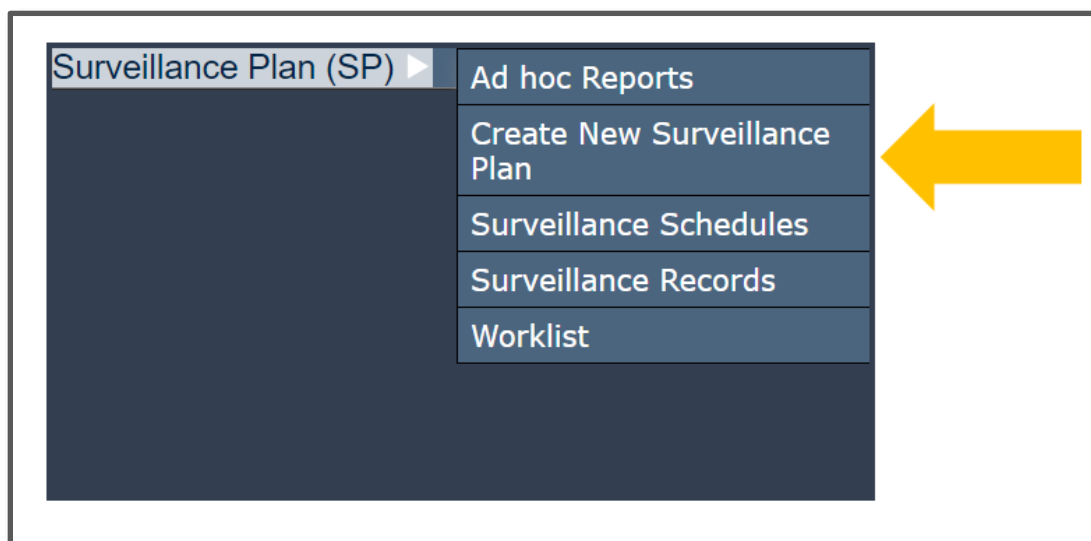 Surveillance Plan (SP)
Ad hoc Reports
Create New Surveillance
Plan
Surveillance Schedules
Surveillance Records
Worklist